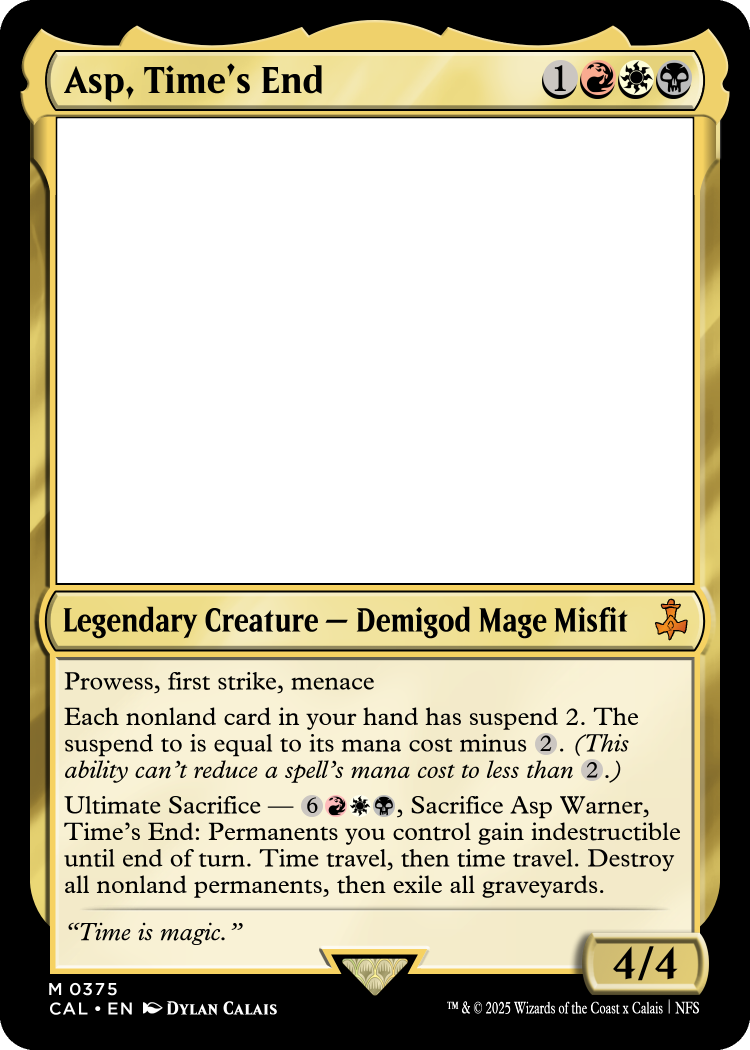 Asp, Time's End 1
Legendary Creature — Demigod Mage Misfit
Prowess, first strike, menace
Each nonland card in your hand has suspend 2. The
suspend to is equal to its mana cost minus 2. (This
ability can't reduce a spell's mana cost to less than 2.)
Ultimate Sacrifice — 6, Sacrifice Asp Warner,
Time's End: Permanents you control gain indestructible
until end of turn. Time travel, then time travel. Destroy
all nonland permanents, then exile all graveyards.
“Time is magic.”
4/4
M 0375
CAL • EN Dylan Calais
™ & © 2025 Wizards of the Coast x Calais | NFS